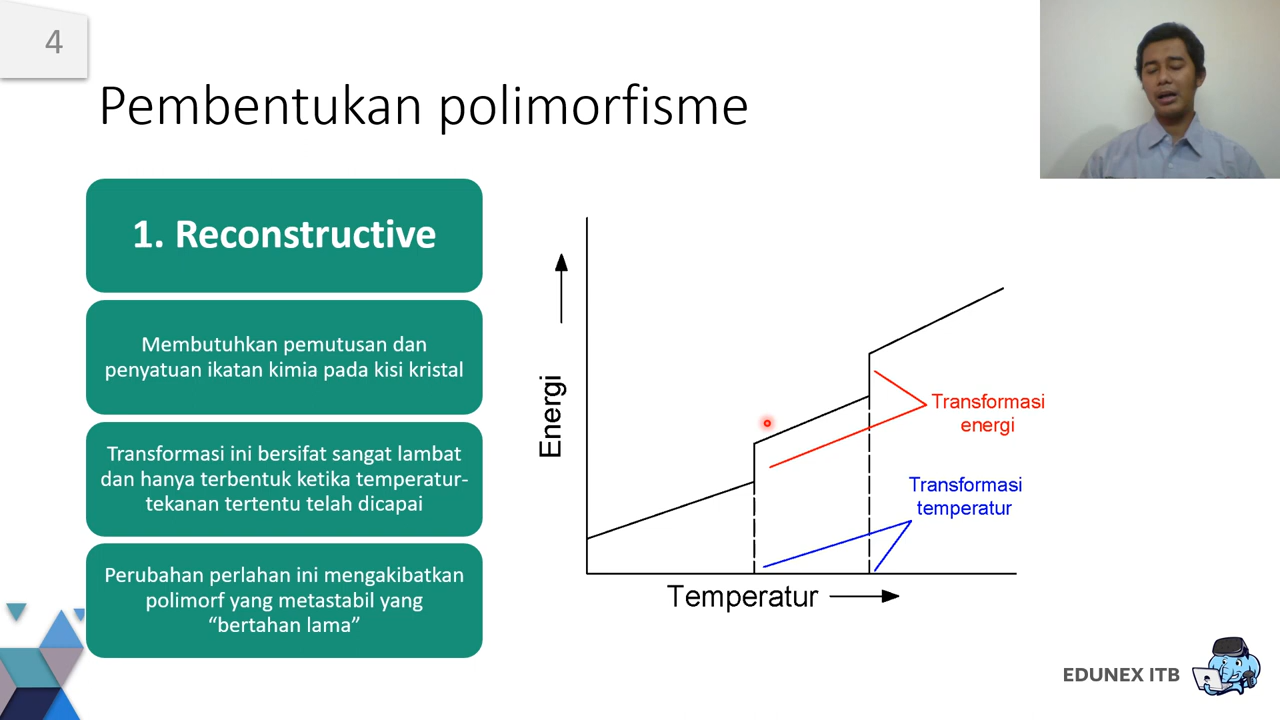 4
Pembentukan polimorfisme
1. Reconstructive
Membutuhkan pemutusan dan
penyatuan ikatan kimia pada kisi kristal
Transformasi ini bersifat sangat lambat
dan hanya terbentuk ketika temperatur-
tekanan tertentu telah dicapai
Perubahan perlahan ini mengakibatkan
polimorf yang metastabil yang
“bertahan lama”
Energi
Transformasi
energi
Transformasi
temperatur
Temperatur
EDUNEX ITB